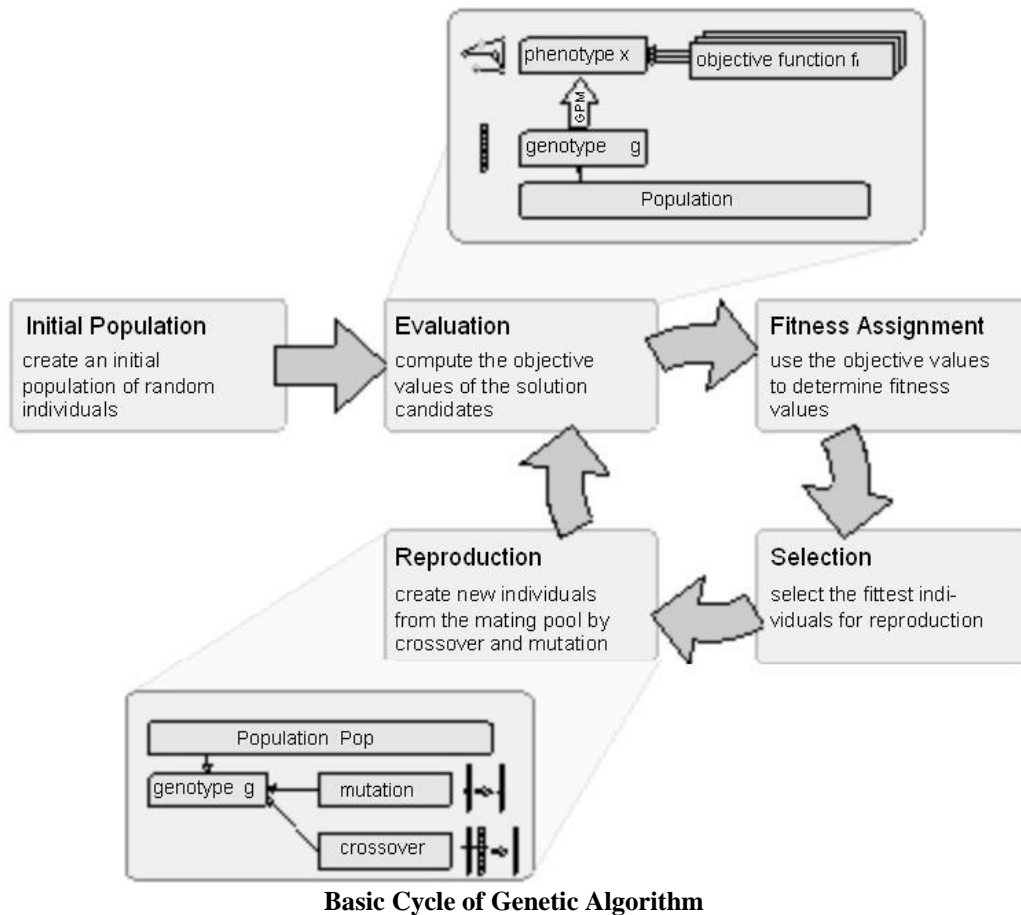 phenotype x
objective function fi
GPM
genotype g
Population
Initial Population
create an initial
population of random
individuals
Evaluation
compute the objective
values of the solution
candidates
Fitness Assignment
use the objective values
to determine fitness
values
Reproduction
create new individuals
from the mating pool by
crossover and mutation
Selection
select the fittest indi-
viduals for reproduction
Population Pop
genotype g
mutation
crossover
Basic Cycle of Genetic Algorithm